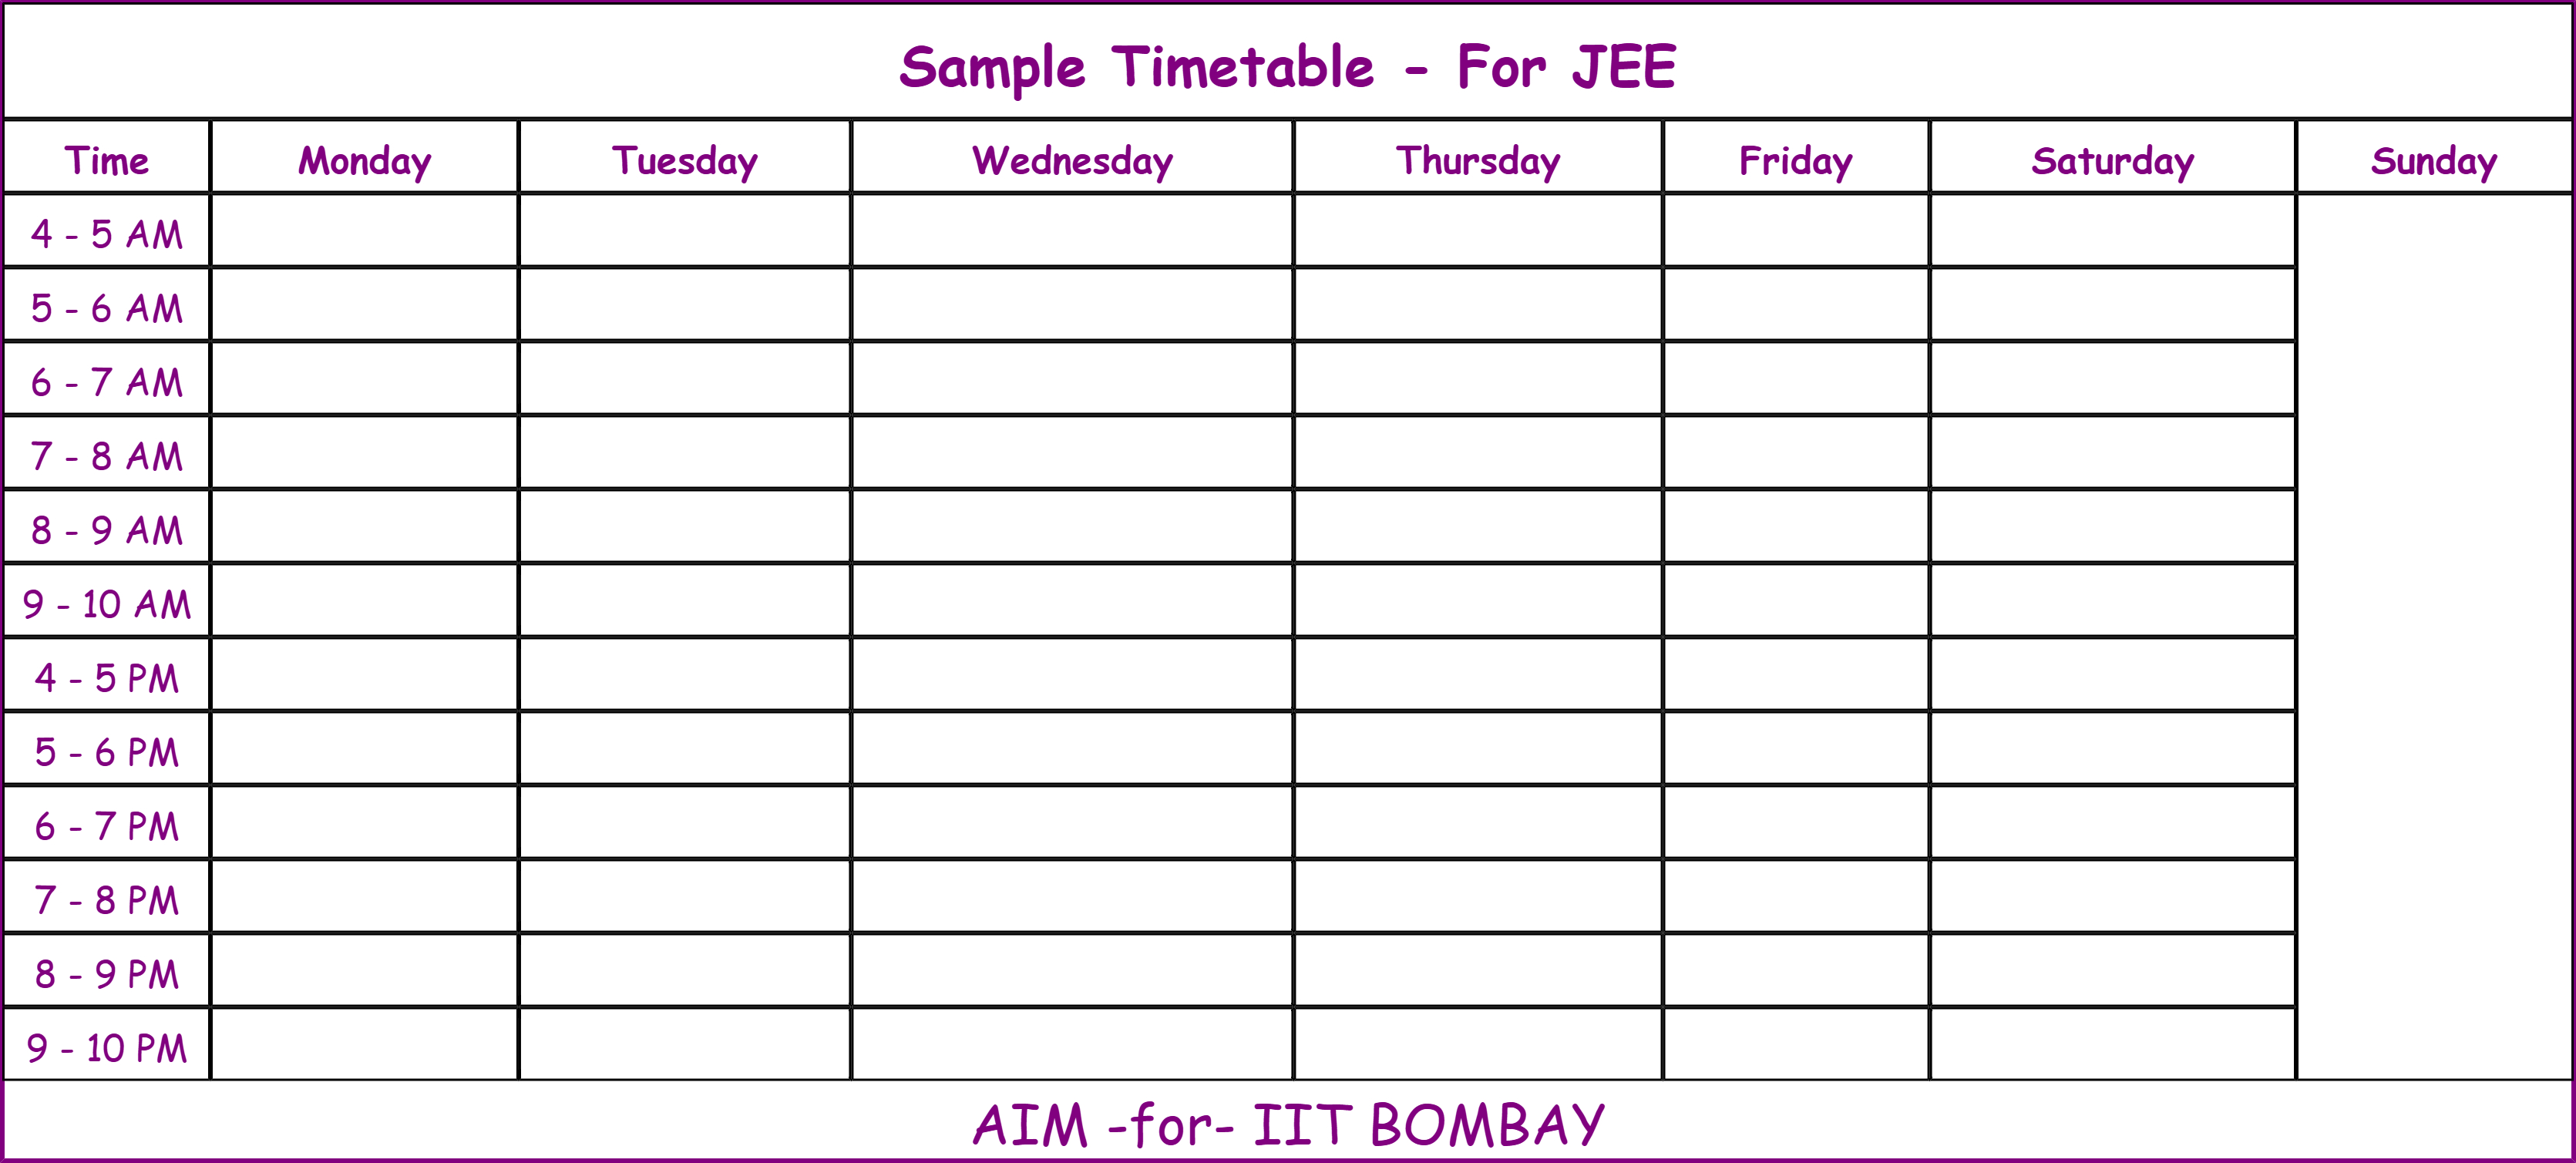 Sample Timetable - For JEE
Time Monday Tuesday Wednesday Thursday Friday Saturday Sunday
4 - 5 AM
5 - 6 AM
6 - 7 AM
7 - 8 AM
8 - 9 AM
9 - 10 AM
4 - 5 PM
5 - 6 PM
6 - 7 PM
7 - 8 PM
8 - 9 PM
9 - 10 PM
AIM -for- IIT BOMBAY